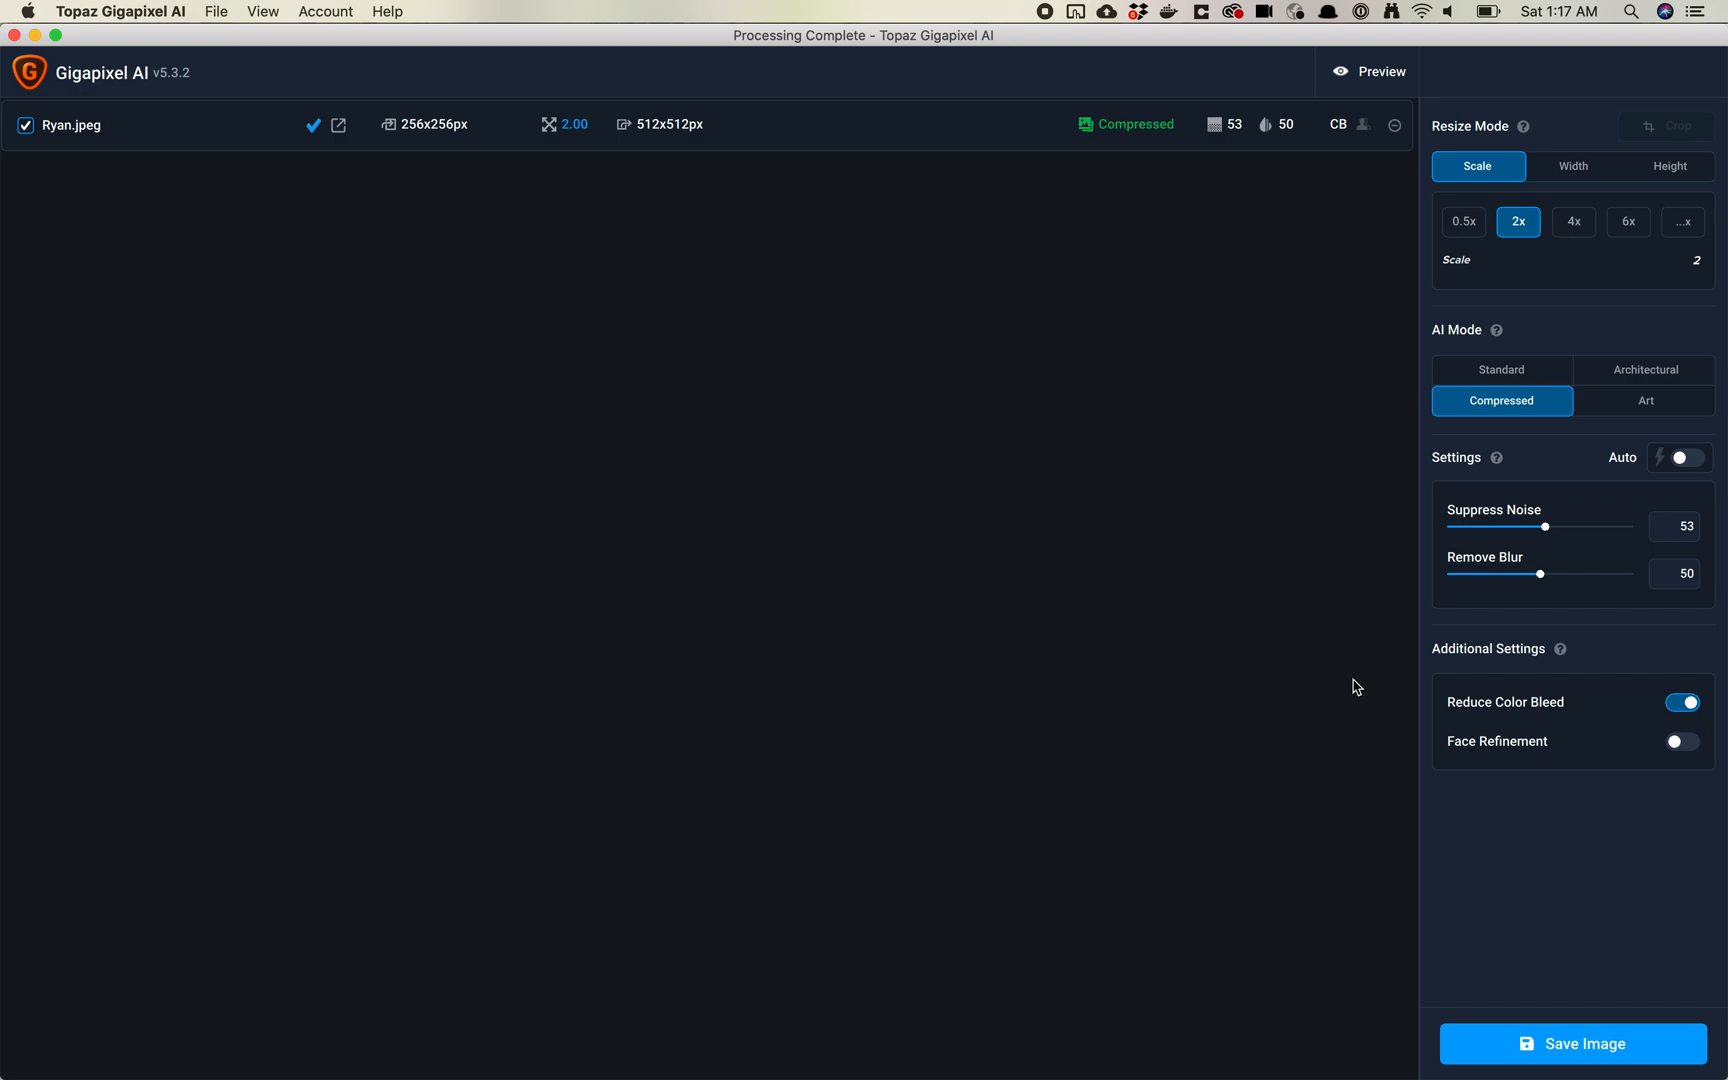 Topaz Gigapixel AI File View Account Help Sat 1:17 AM
Processing Complete - Topaz Gigapixel AI
G Gigapixel AI v5.3.2 Preview
Ryan.jpeg 256x256px 2.00 512x512px Compressed 53 50 CB
Resize Mode ? Crop
Scale Width Height
0.5x 2x 4x 6x ...x
Scale 2
AI Mode ?
Standard Architectural
Compressed Art
Settings ? Auto
Suppress Noise
53
Remove Blur
50
Additional Settings ?
Reduce Color Bleed
Face Refinement
Save Image